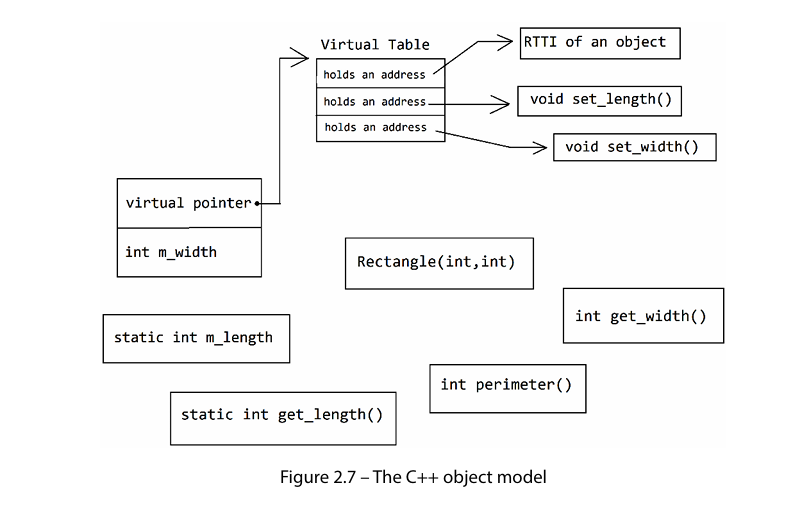 Virtual Table
RTTI of an object
holds an address
holds an address
void set_length()
holds an address
void set_width()
virtual pointer
int m_width
Rectangle(int,int)
int get_width()
static int m_length
int perimeter()
static int get_length()
Figure 2.7 – The C++ object model